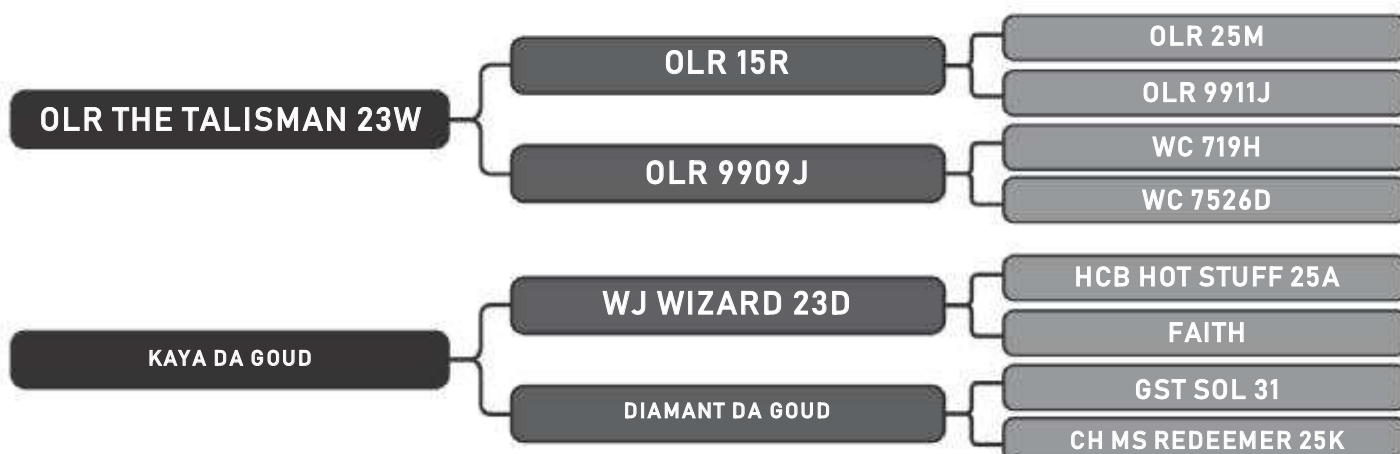 OLR THE TALISMAN 23W
OLR 15R
OLR 25M
OLR 9911J
OLR 9909J
WC 719H
WC 7526D
KAYA DA GOUD
WJ WIZARD 23D
HCB HOT STUFF 25A
FAITH
DIAMANT DA GOUD
GST SOL 31
CH MS REDEEMER 25K